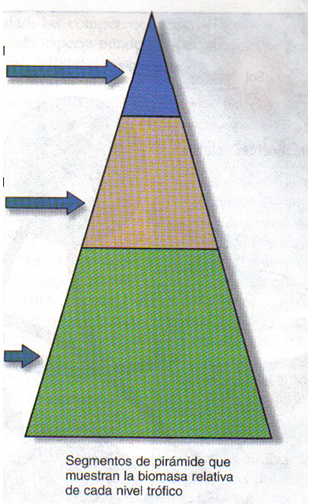 Segmentos de pirámide que
muestran la biomasa relativa
de cada nivel trófico